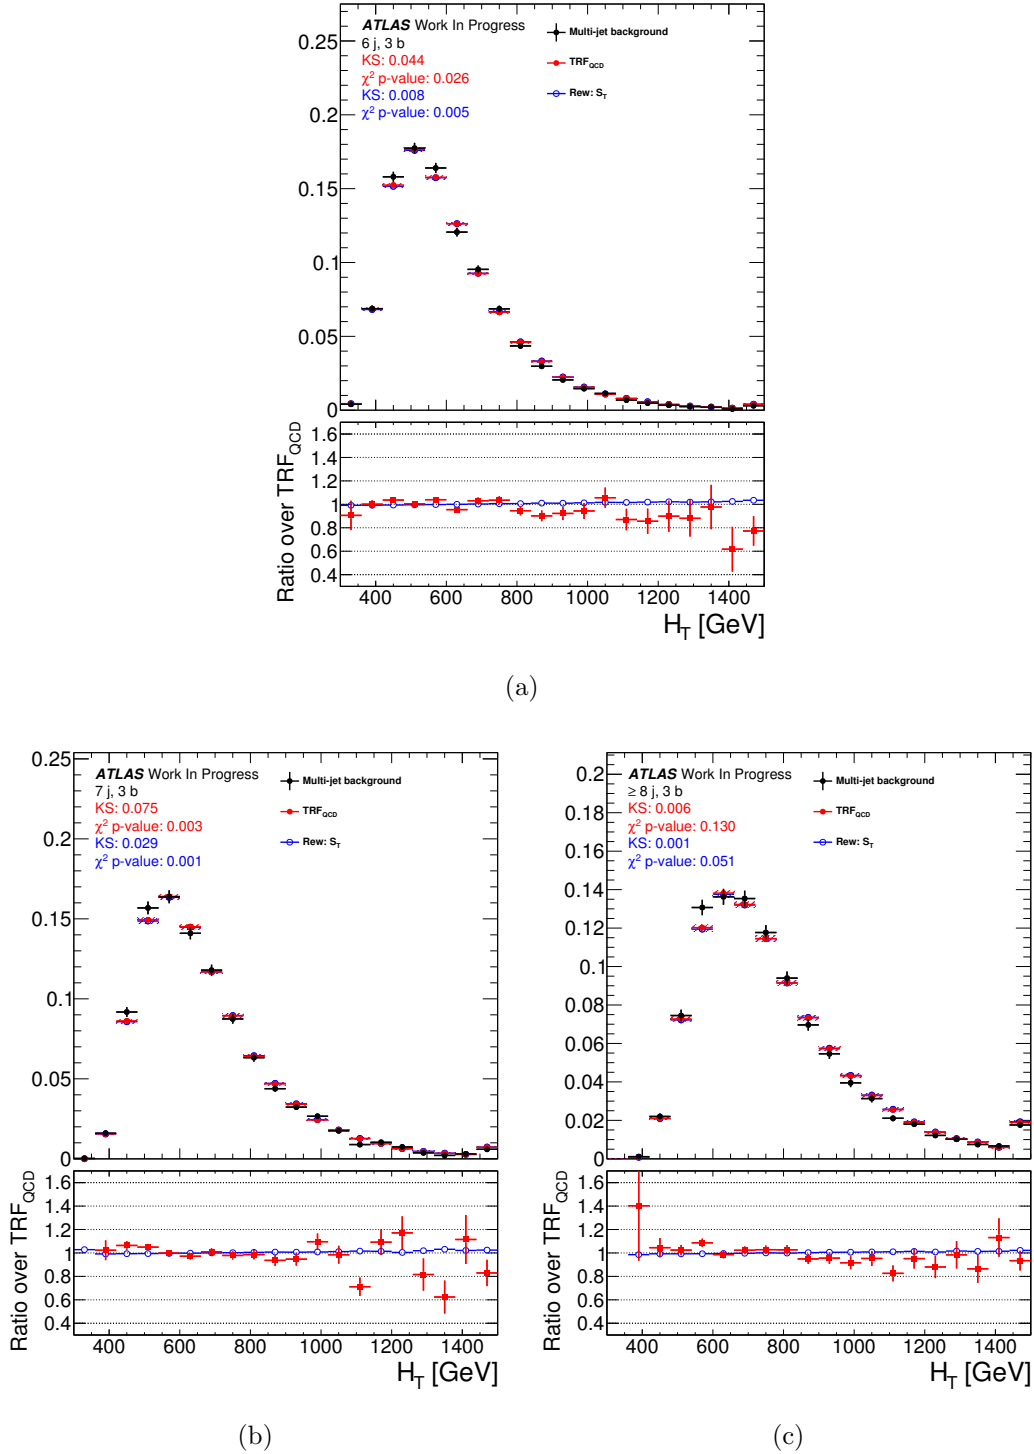 ATLAS Work In Progress
6 j, 3 b
KS: 0.044
χ² p-value: 0.026
KS: 0.008
χ² p-value: 0.005
Multi-jet background
TRF_QCD
Rew: S_T
0.25
0.2
0.15
0.1
0.05
0
Ratio over TRF_QCD
1.6
1.4
1.2
1
0.8
0.6
0.4
400 600 800 1000 1200 1400
H_T [GeV]
(a)
ATLAS Work In Progress
7 j, 3 b
KS: 0.075
χ² p-value: 0.003
KS: 0.029
χ² p-value: 0.001
Multi-jet background
TRF_QCD
Rew: S_T
0.25
0.2
0.15
0.1
0.05
0
Ratio over TRF_QCD
1.6
1.4
1.2
1
0.8
0.6
0.4
400 600 800 1000 1200 1400
H_T [GeV]
(b)
ATLAS Work In Progress
≥ 8 j, 3 b
KS: 0.006
χ² p-value: 0.130
KS: 0.001
χ² p-value: 0.051
Multi-jet background
TRF_QCD
Rew: S_T
0.2
0.18
0.16
0.14
0.12
0.1
0.08
0.06
0.04
0.02
0
Ratio over TRF_QCD
1.6
1.4
1.2
1
0.8
0.6
0.4
400 600 800 1000 1200 1400
H_T [GeV]
(c)